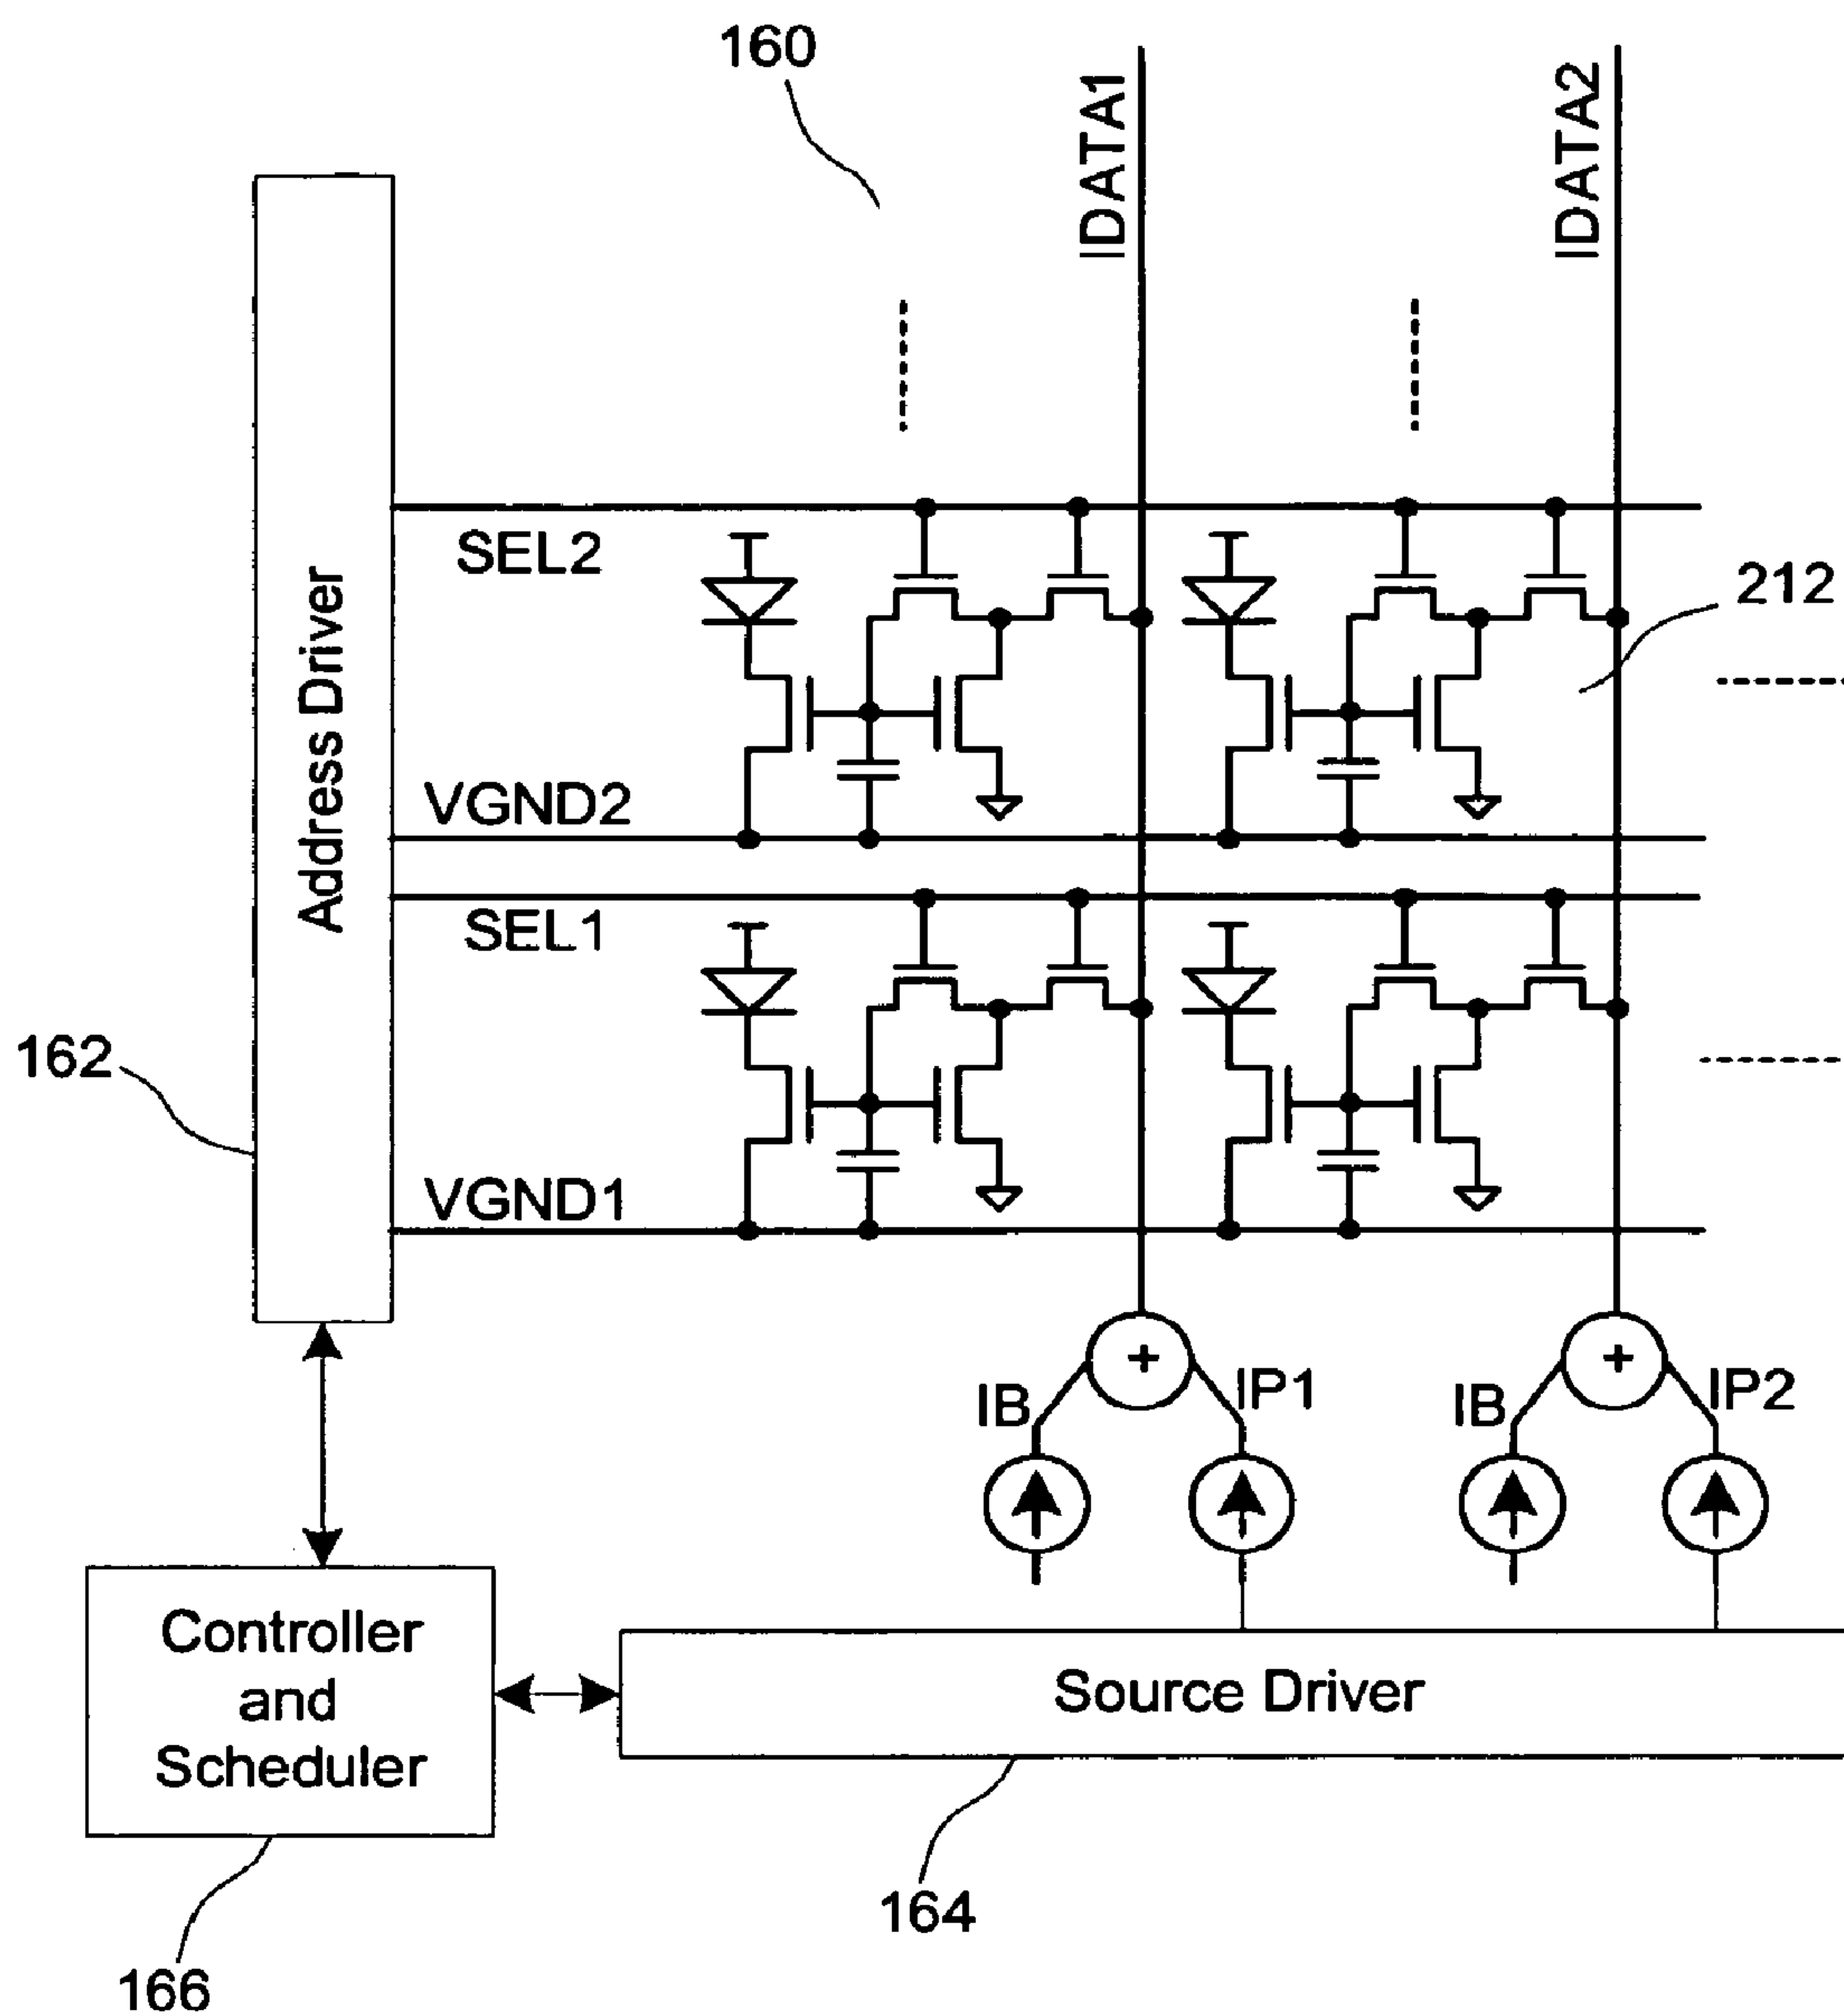 160
IDATA1
IDATA2
SEL2
212
Address Driver
VGND2
SEL1
162
VGND1
+
+
IB
IP1
IB
IP2
Controller
and
Scheduler
Source Driver
164
166